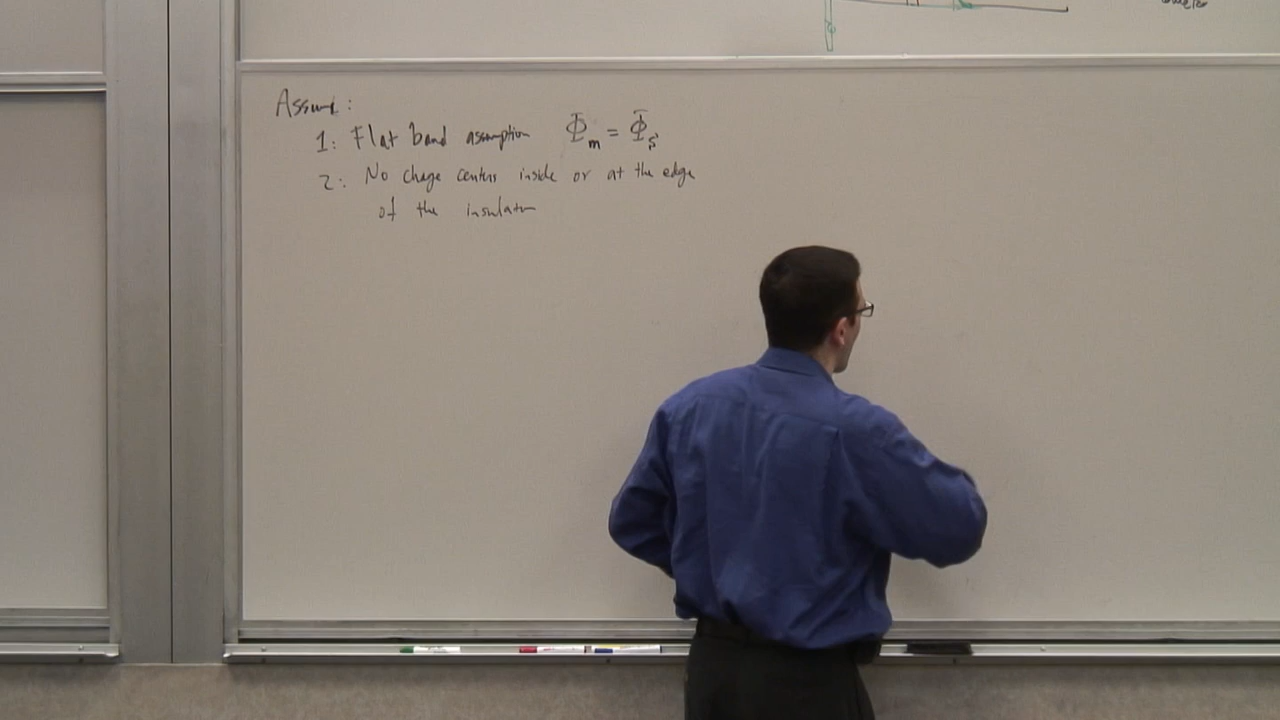 Assume:
1: Flat band assumption Φm = Φs
2: No charge centers inside or at the edge
of the insulator